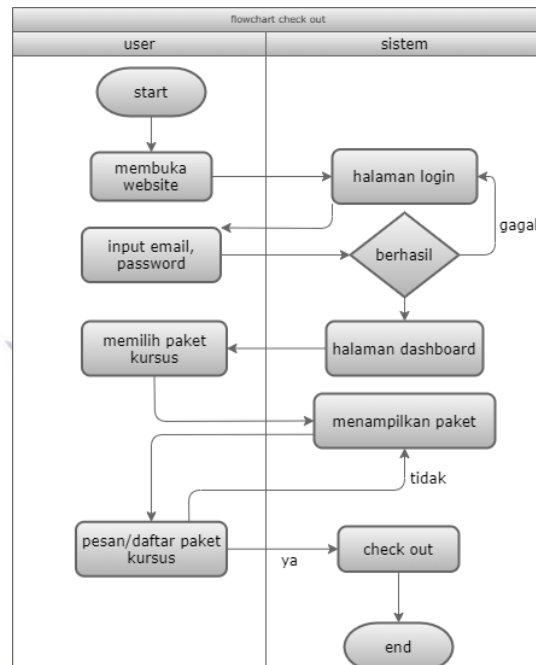 flowchart check out
user
sistem
start
membuka
website
halaman login
gagal
input email,
password
berhasil
memilih paket
kursus
halaman dashboard
menampilkan paket
tidak
pesan/daftar paket
kursus
ya
check out
end